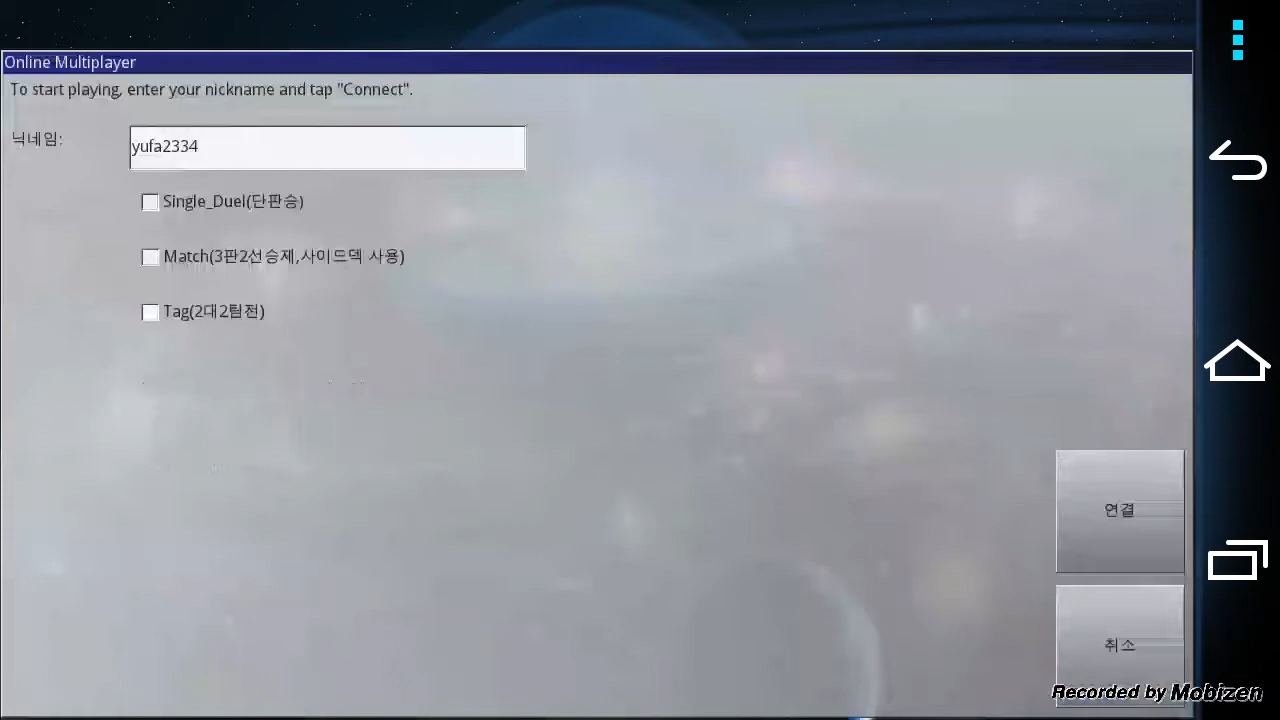 Online Multiplayer
To start playing, enter your nickname and tap "Connect".
닉네임:
yufa2334
Single_Duel(단판승)
Match(3판2선승제,사이드덱 사용)
Tag(2대2팀전)
연결
취소
Recorded by Mobizen